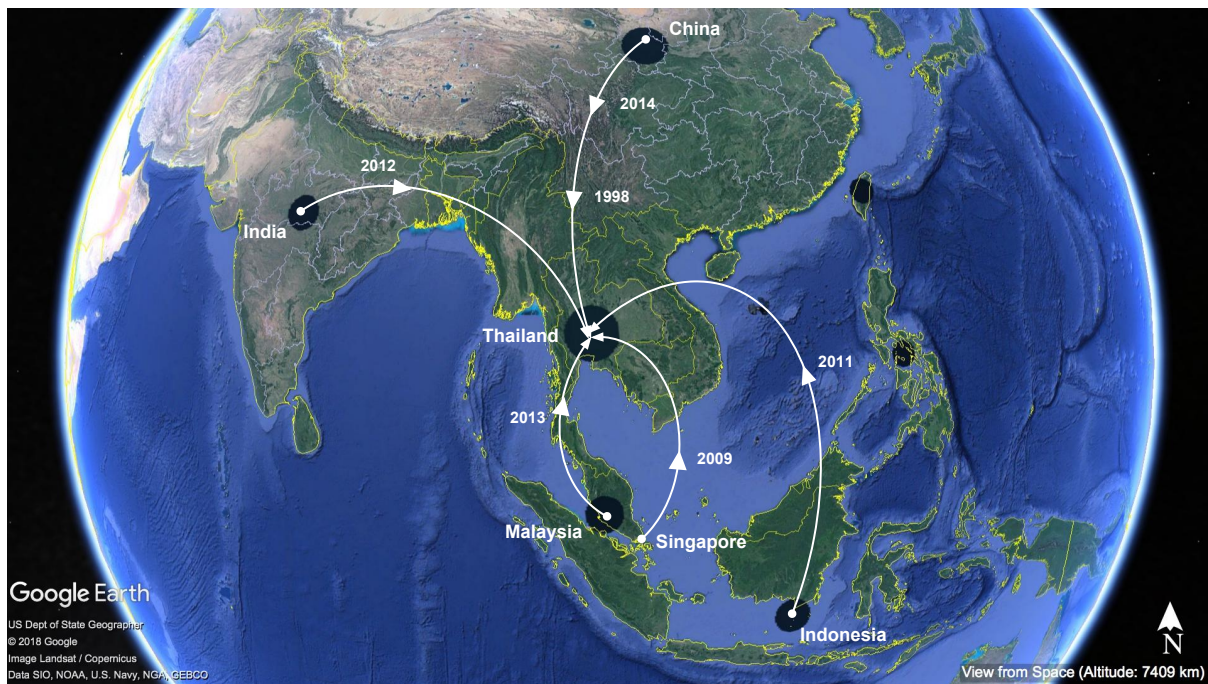 China
2014
2012
1998
India
Thailand
2011
2013
2009
Malaysia
Singapore
Indonesia
Google Earth
US Dept of State Geographer
© 2018 Google
Image Landsat / Copernicus
Data SIO, NOAA, U.S. Navy, NGA, GEBCO
N
View from Space (Altitude: 7409 km)